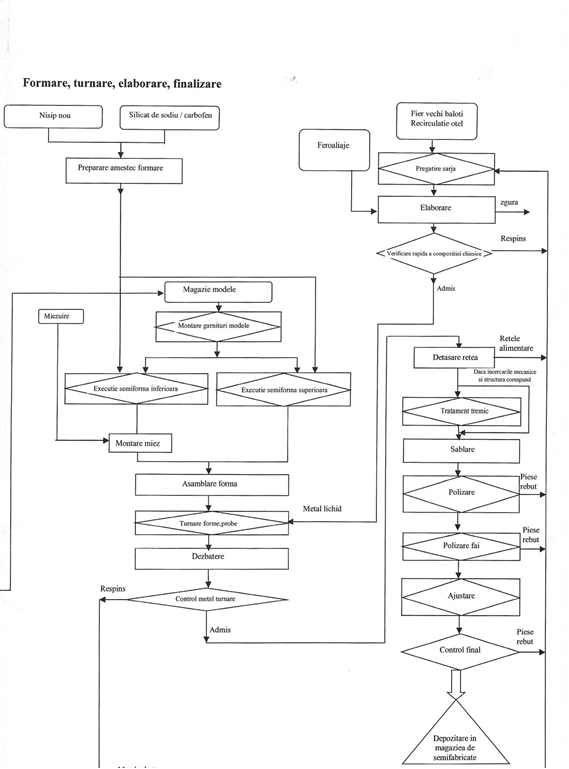 Formare, turnare, elaborare, finalizare
Nisip nou
Silicat de sodiu / carbofen
Preparare amestec formare
Fier vechi baloti
Recirculatie otel
Feroaliaje
Pregatire sarja
Elaborare
zgura
Verificare rapida a compozitiei chimice
Respins
Admis
Magazie modele
Miezuire
Montare garnituri modele
Executie semiforma inferioara
Executie semiforma superioara
Montare miez
Asamblare forma
Turnare forme,probe
Metal lichid
Dezbatere
Control metal turnare
Respins
Admis
Detasare retea
Retele
alimentare
Daca incercarile mecanice
si structura corespund
Tratament tremic
Sablare
Polizare
Piese
rebut
Polizare fai
Piese
rebut
Ajustare
Control final
Piese
rebut
Depozitare in
magaziea de
semifabricate